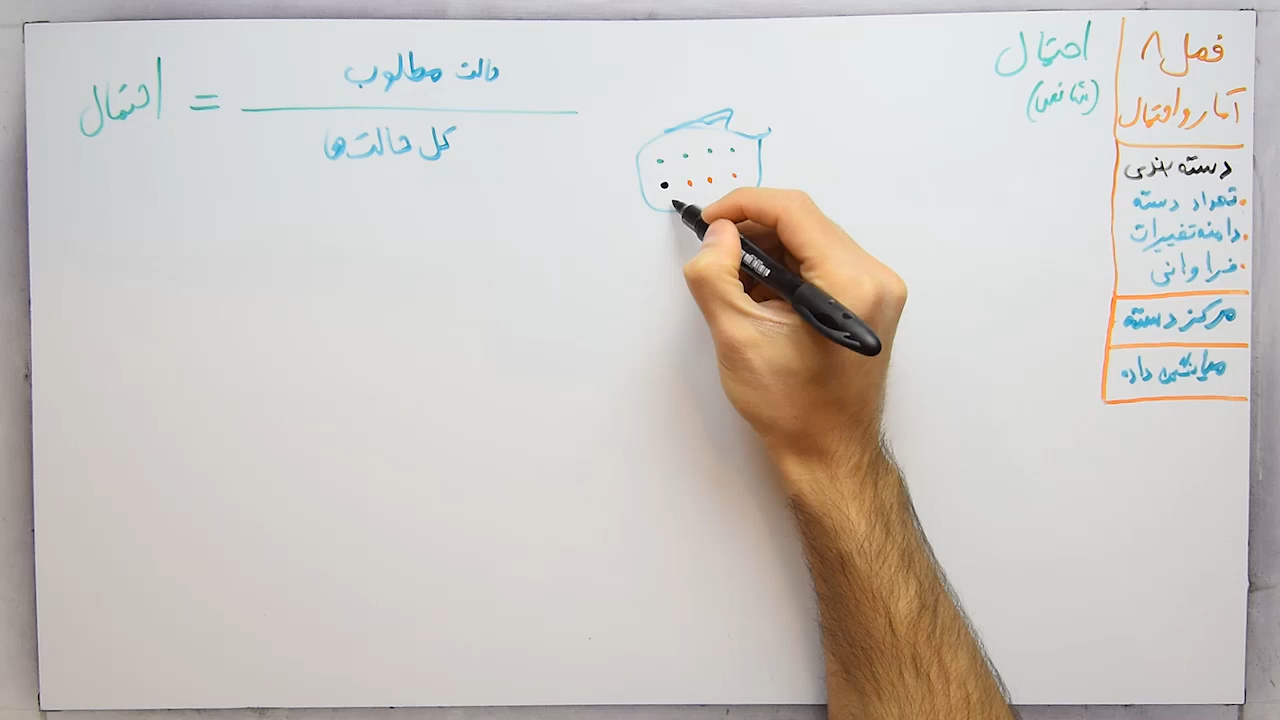 فصل ۸
آمار و احتمال
دسته بندی
تعداد دسته
دامنه تغییرات
فراوانی
مرکز دسته
میانگین داده
احتمال
(شانس)
احتمال = حالت مطلوب
کل حالت‌ها